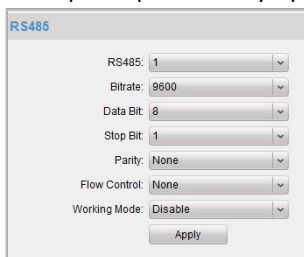 RS485
RS485: 1
Bitrate: 9600
Data Bit: 8
Stop Bit: 1
Parity: None
Flow Control: None
Working Mode: Disable
Apply